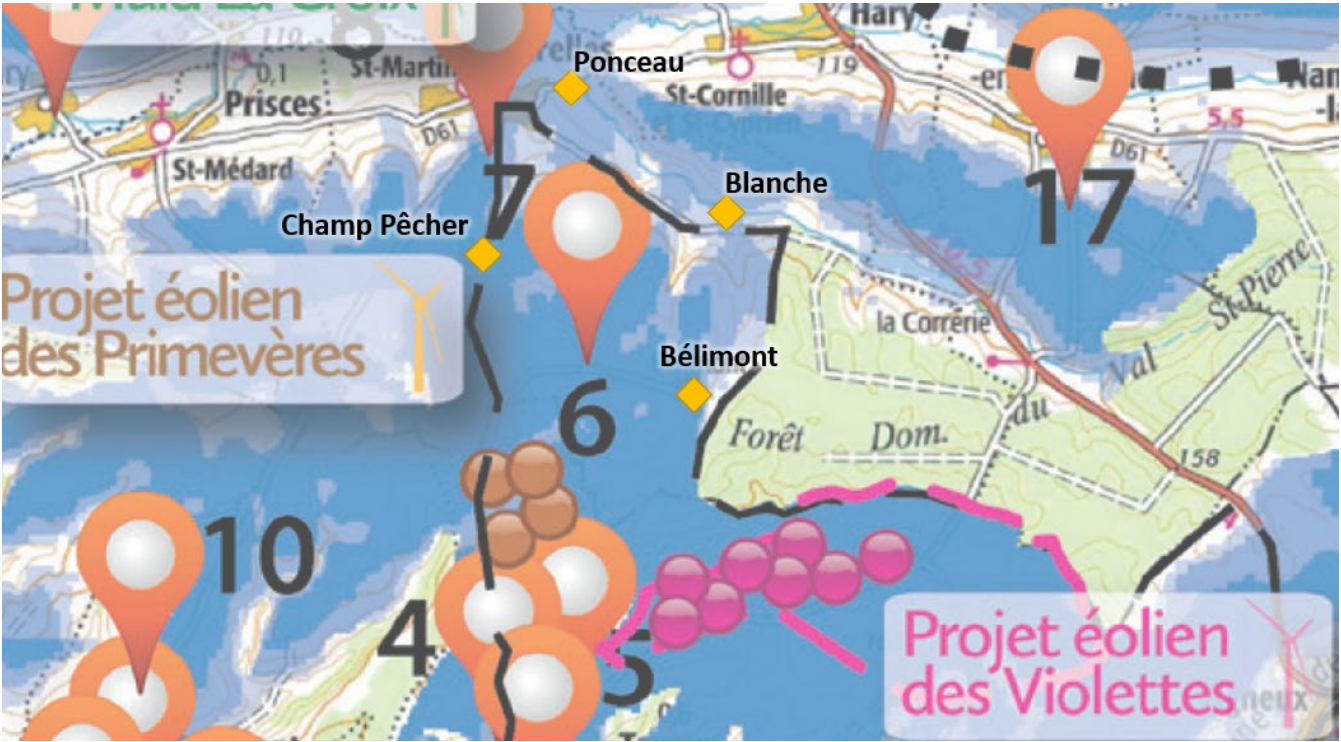 Hary
Ponceau
119
0,1
St-Martin
Prisces
St-Cornille
D61
D61
5,5
St-Médard
7
Blanche
17
Champ Pêcher
St-Pierre
Projet éolien
des Primevères
la Correrie
Val
Bélimont
6
du
Forêt Dom.
158
10
4
5
Projet éolien
des Violettes